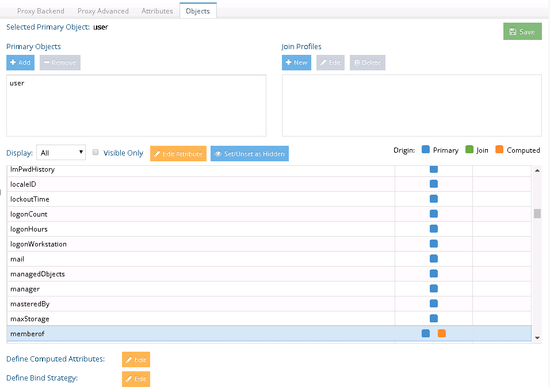 Proxy Backend Proxy Advanced Attributes Objects
Selected Primary Object: user
Save
Primary Objects Join Profiles
Add Remove New Edit Delete
user
Display: All Visible Only Edit Attribute Set/Unset as Hidden Origin: Primary Join Computed
lmPwdHistory
localeID
lockoutTime
logonCount
logonHours
logonWorkstation
mail
managedObjects
manager
masteredBy
maxStorage
memberof
Define Computed Attributes: Edit
Define Bind Strategy: Edit